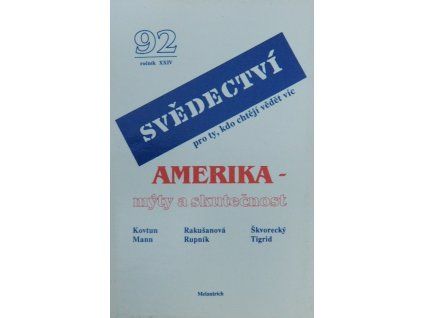 92
ročník XXIV
SVĚDECTVÍ
pro ty, kdo chtějí vědět víc
AMERIKA -
mýty a skutečnost
Kovtun Rakušanová Škvorecký
Mann Rupnik Tigrid
Melantrich